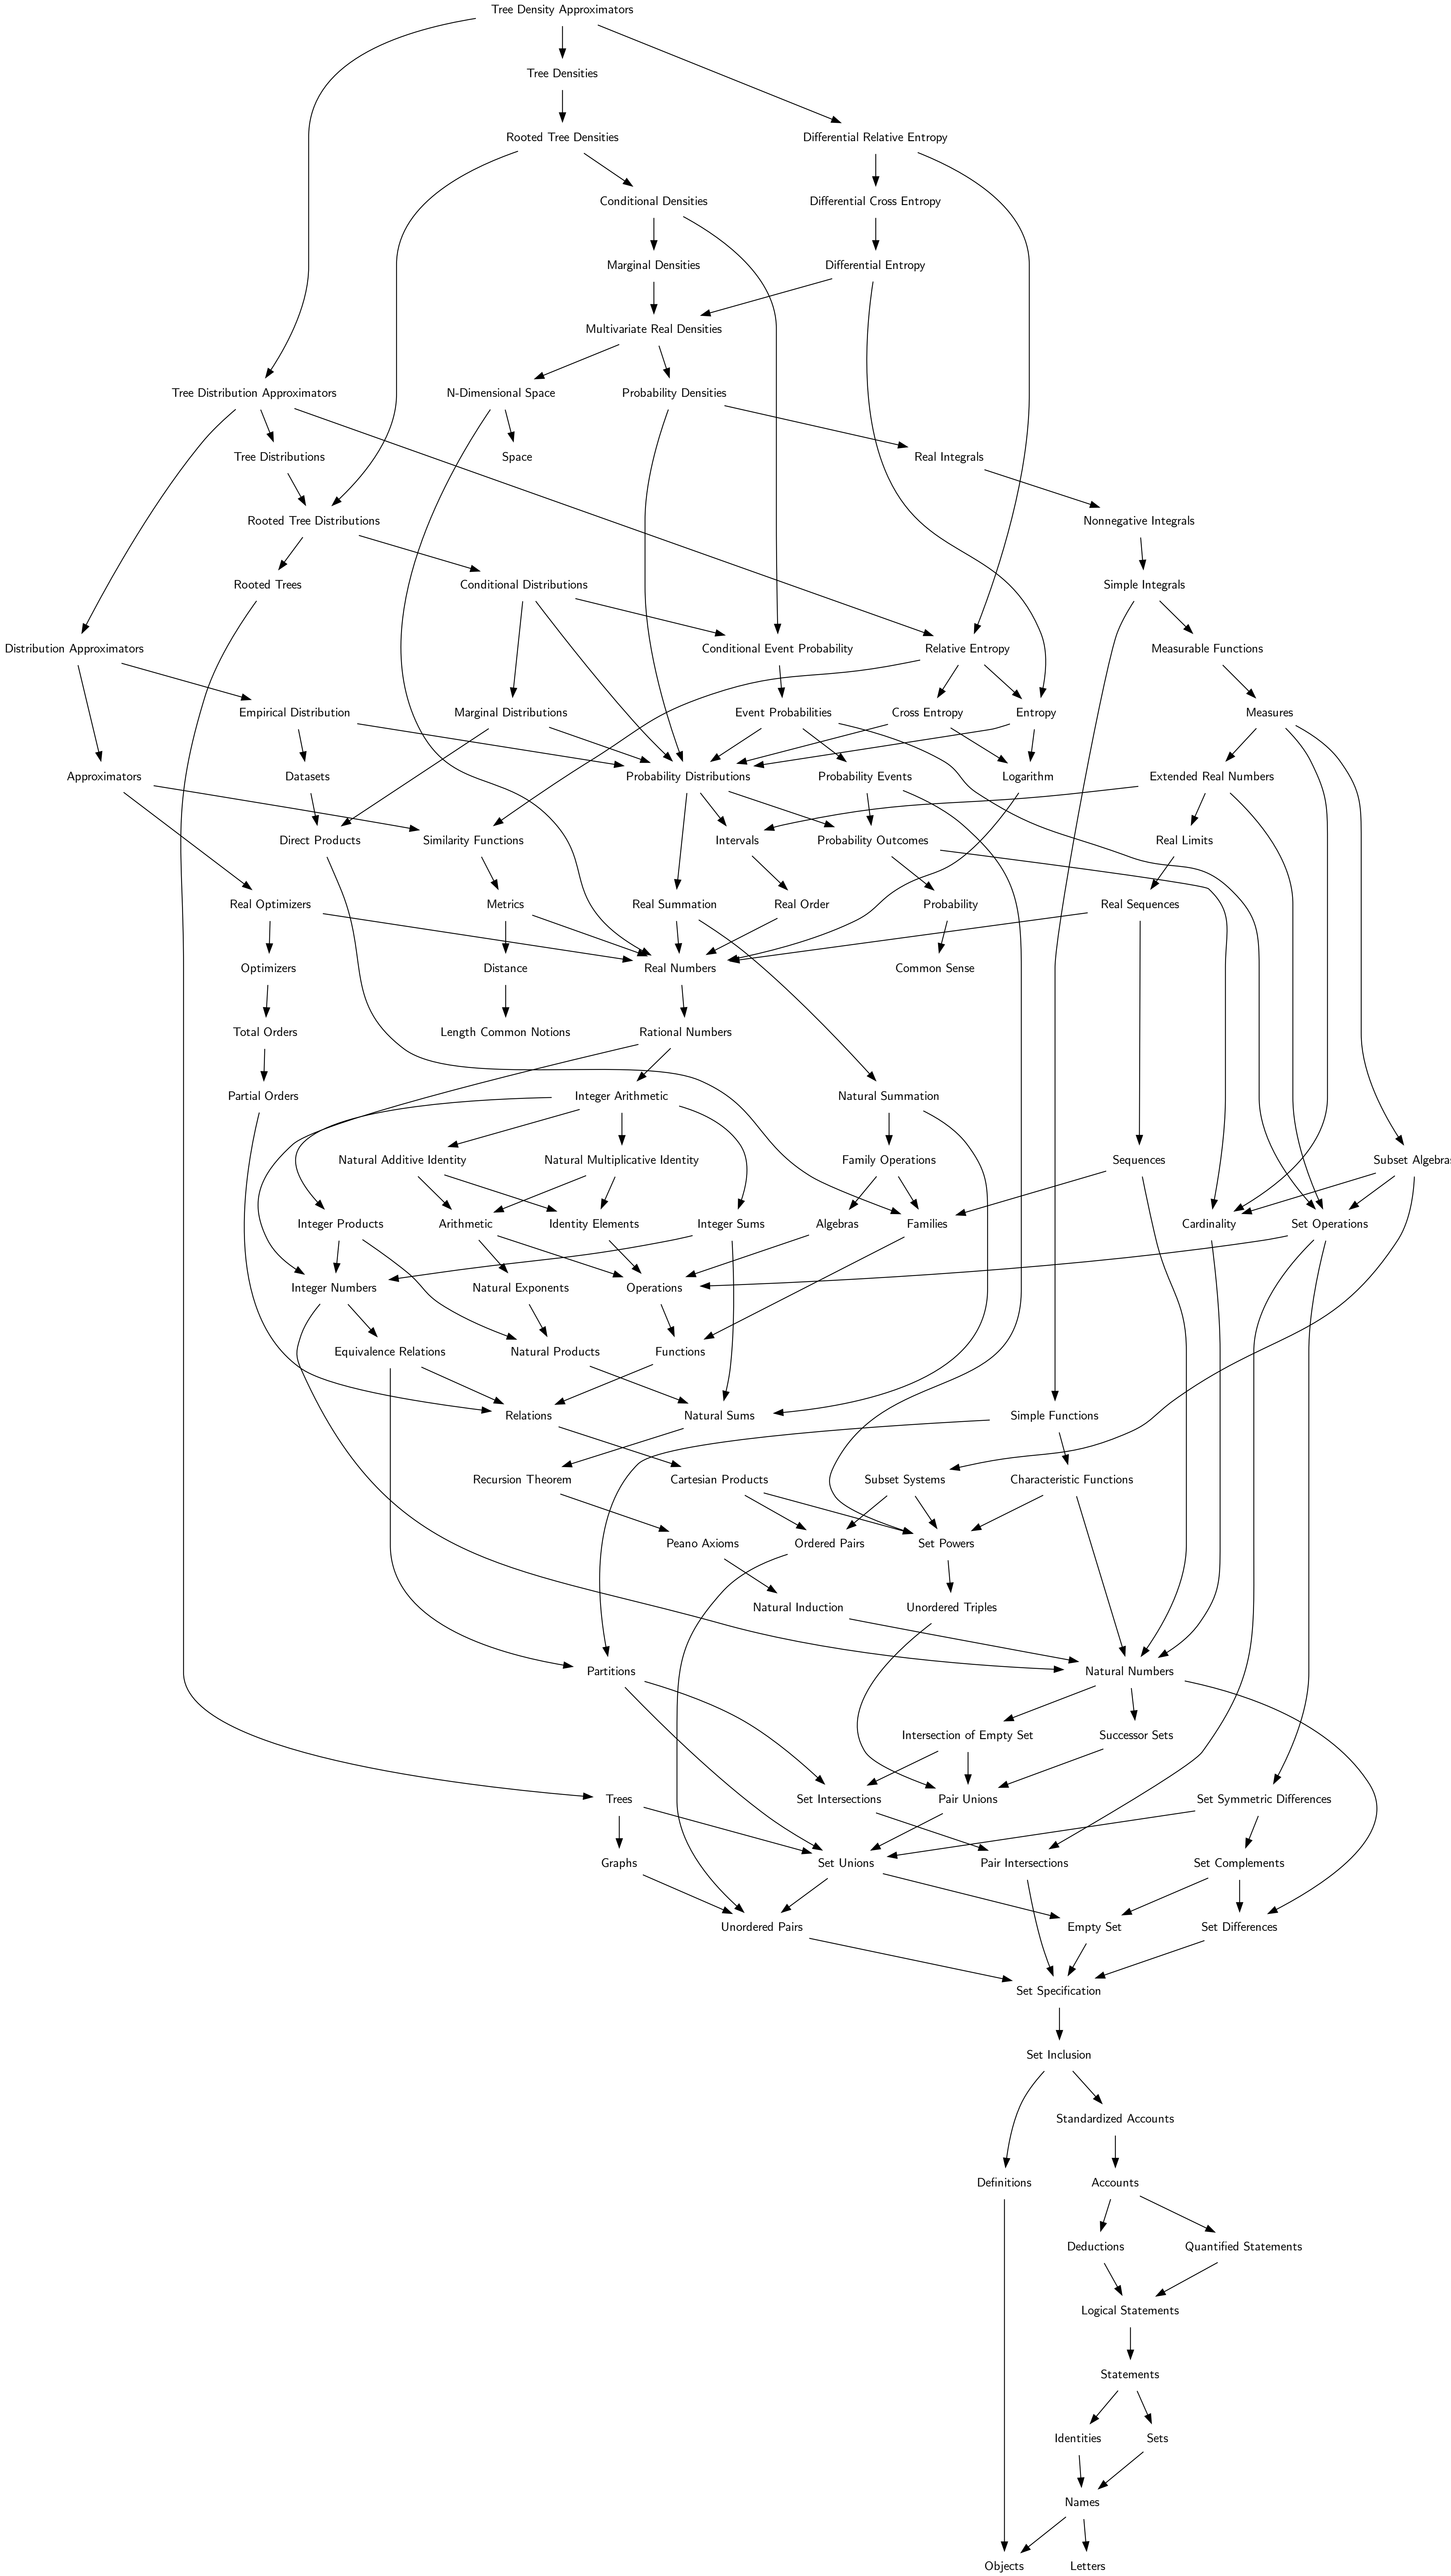 Tree Density Approximators
Tree Densities
Rooted Tree Densities
Differential Relative Entropy
Conditional Densities
Differential Cross Entropy
Marginal Densities
Differential Entropy
Multivariate Real Densities
Tree Distribution Approximators
N-Dimensional Space
Probability Densities
Tree Distributions
Space
Real Integrals
Rooted Tree Distributions
Nonnegative Integrals
Rooted Trees
Conditional Distributions
Simple Integrals
Distribution Approximators
Conditional Event Probability
Relative Entropy
Measurable Functions
Empirical Distribution
Marginal Distributions
Event Probabilities
Cross Entropy
Entropy
Measures
Approximators
Datasets
Probability Distributions
Probability Events
Logarithm
Extended Real Numbers
Direct Products
Similarity Functions
Intervals
Probability Outcomes
Real Limits
Real Optimizers
Metrics
Real Summation
Real Order
Probability
Real Sequences
Optimizers
Distance
Real Numbers
Common Sense
Total Orders
Length Common Notions
Rational Numbers
Partial Orders
Integer Arithmetic
Natural Summation
Natural Additive Identity
Natural Multiplicative Identity
Family Operations
Sequences
Subset Algebras
Integer Products
Arithmetic
Identity Elements
Integer Sums
Algebras
Families
Cardinality
Set Operations
Integer Numbers
Natural Exponents
Operations
Equivalence Relations
Natural Products
Functions
Relations
Natural Sums
Simple Functions
Recursion Theorem
Cartesian Products
Subset Systems
Characteristic Functions
Peano Axioms
Ordered Pairs
Set Powers
Natural Induction
Unordered Triples
Partitions
Natural Numbers
Intersection of Empty Set
Successor Sets
Trees
Set Intersections
Pair Unions
Set Symmetric Differences
Graphs
Set Unions
Pair Intersections
Set Complements
Unordered Pairs
Empty Set
Set Differences
Set Specification
Set Inclusion
Standardized Accounts
Definitions
Accounts
Deductions
Quantified Statements
Logical Statements
Statements
Identities
Sets
Names
Objects
Letters